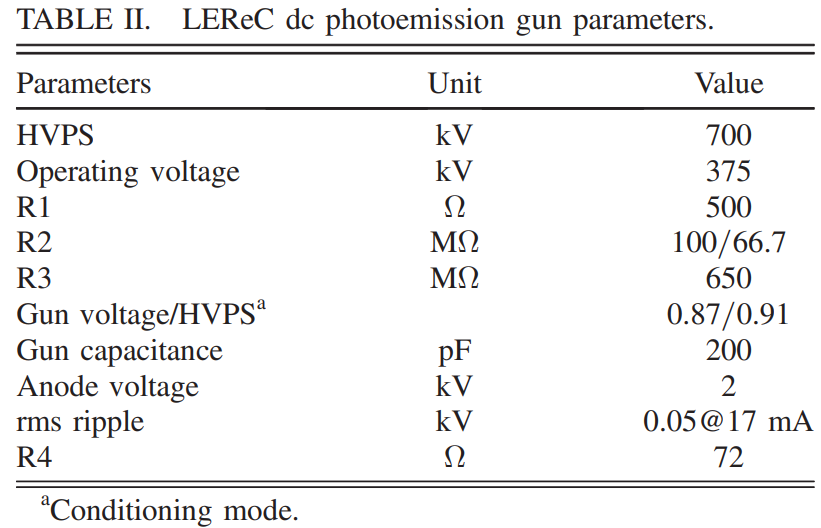 TABLE II. LEReC dc photoemission gun parameters.
Parameters Unit Value
HVPS kV 700
Operating voltage kV 375
R1 Ω 500
R2 MΩ 100/66.7
R3 MΩ 650
Gun voltage/HVPSᵃ 0.87/0.91
Gun capacitance pF 200
Anode voltage kV 2
rms ripple kV 0.05@17 mA
R4 Ω 72
ᵃConditioning mode.